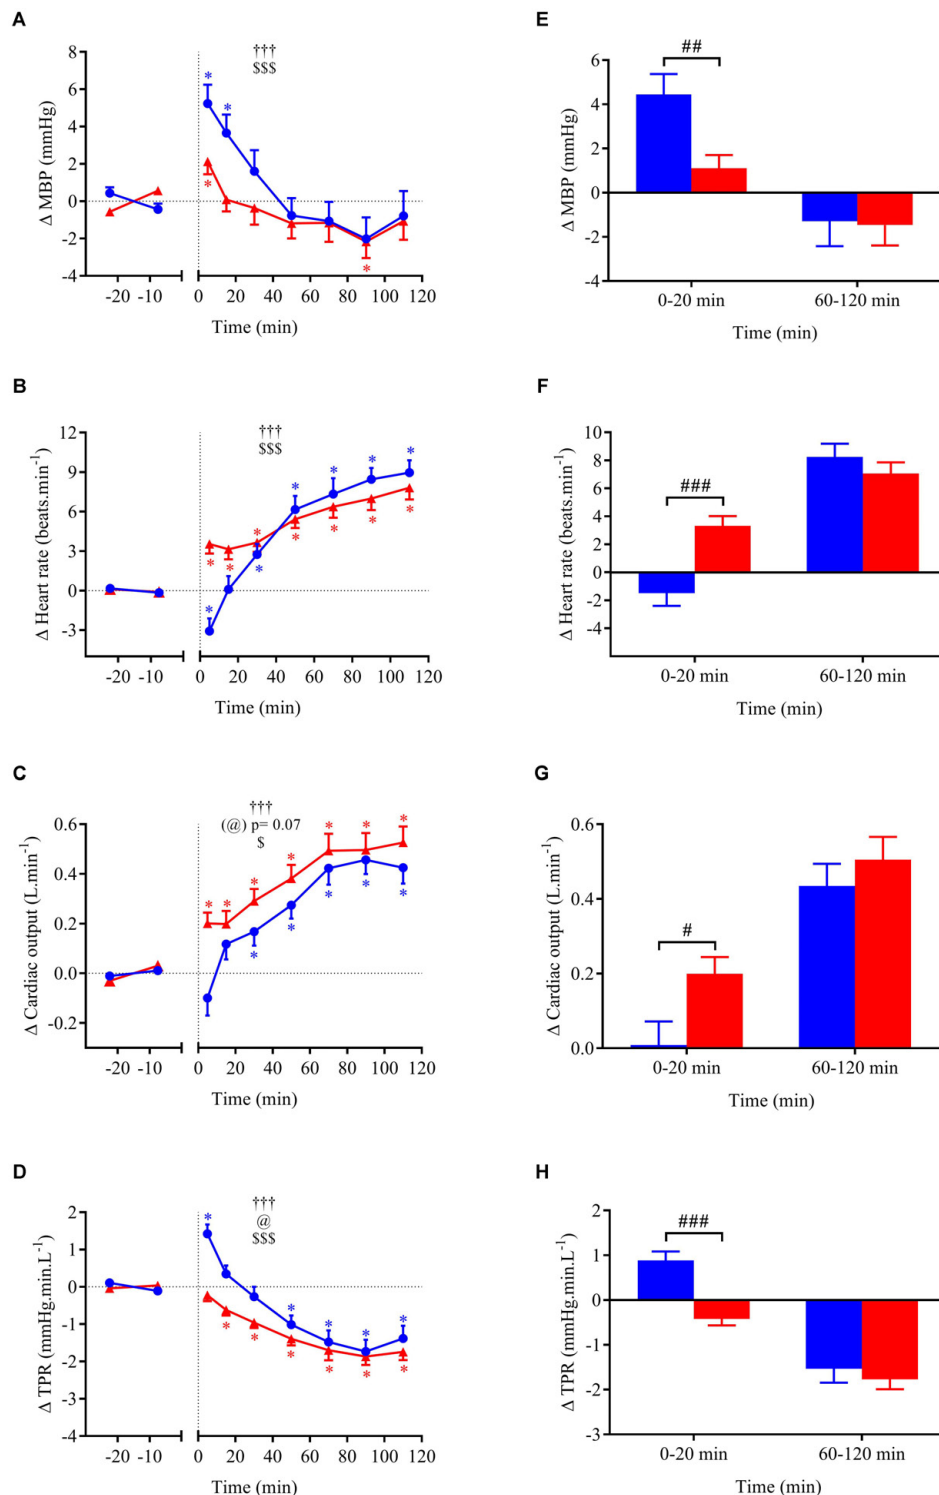 A
†††
$$$
* * * *
8
6
4
2
0
-2
-4
Δ MBP (mmHg)
-20 -10 0 20 40 60 80 100 120
Time (min)
E
##
6
4
2
0
-2
-4
Δ MBP (mmHg)
0-20 min 60-120 min
Time (min)
B
†††
$$$
* * * * * *
* * * * * * *
12
9
6
3
0
-3
Δ Heart rate (beats.min-1)
-20 -10 0 20 40 60 80 100 120
Time (min)
F
###
10
8
6
4
2
0
-2
-4
Δ Heart rate (beats.min-1)
0-20 min 60-120 min
Time (min)
C
†††
(@) p= 0.07
$
* * * * * * *
* * * * *
0.6
0.4
0.2
0.0
-0.2
Δ Cardiac output (L.min-1)
-20 -10 0 20 40 60 80 100 120
Time (min)
G
#
0.6
0.4
0.2
0.0
Δ Cardiac output (L.min-1)
0-20 min 60-120 min
Time (min)
D
†††
@
$$$
* * * * *
* * * * * *
2
1
0
-1
-2
-3
-4
Δ TPR (mmHg.min.L-1)
-20 -10 0 20 40 60 80 100 120
Time (min)
H
###
2
1
0
-1
-2
-3
Δ TPR (mmHg.min.L-1)
0-20 min 60-120 min
Time (min)